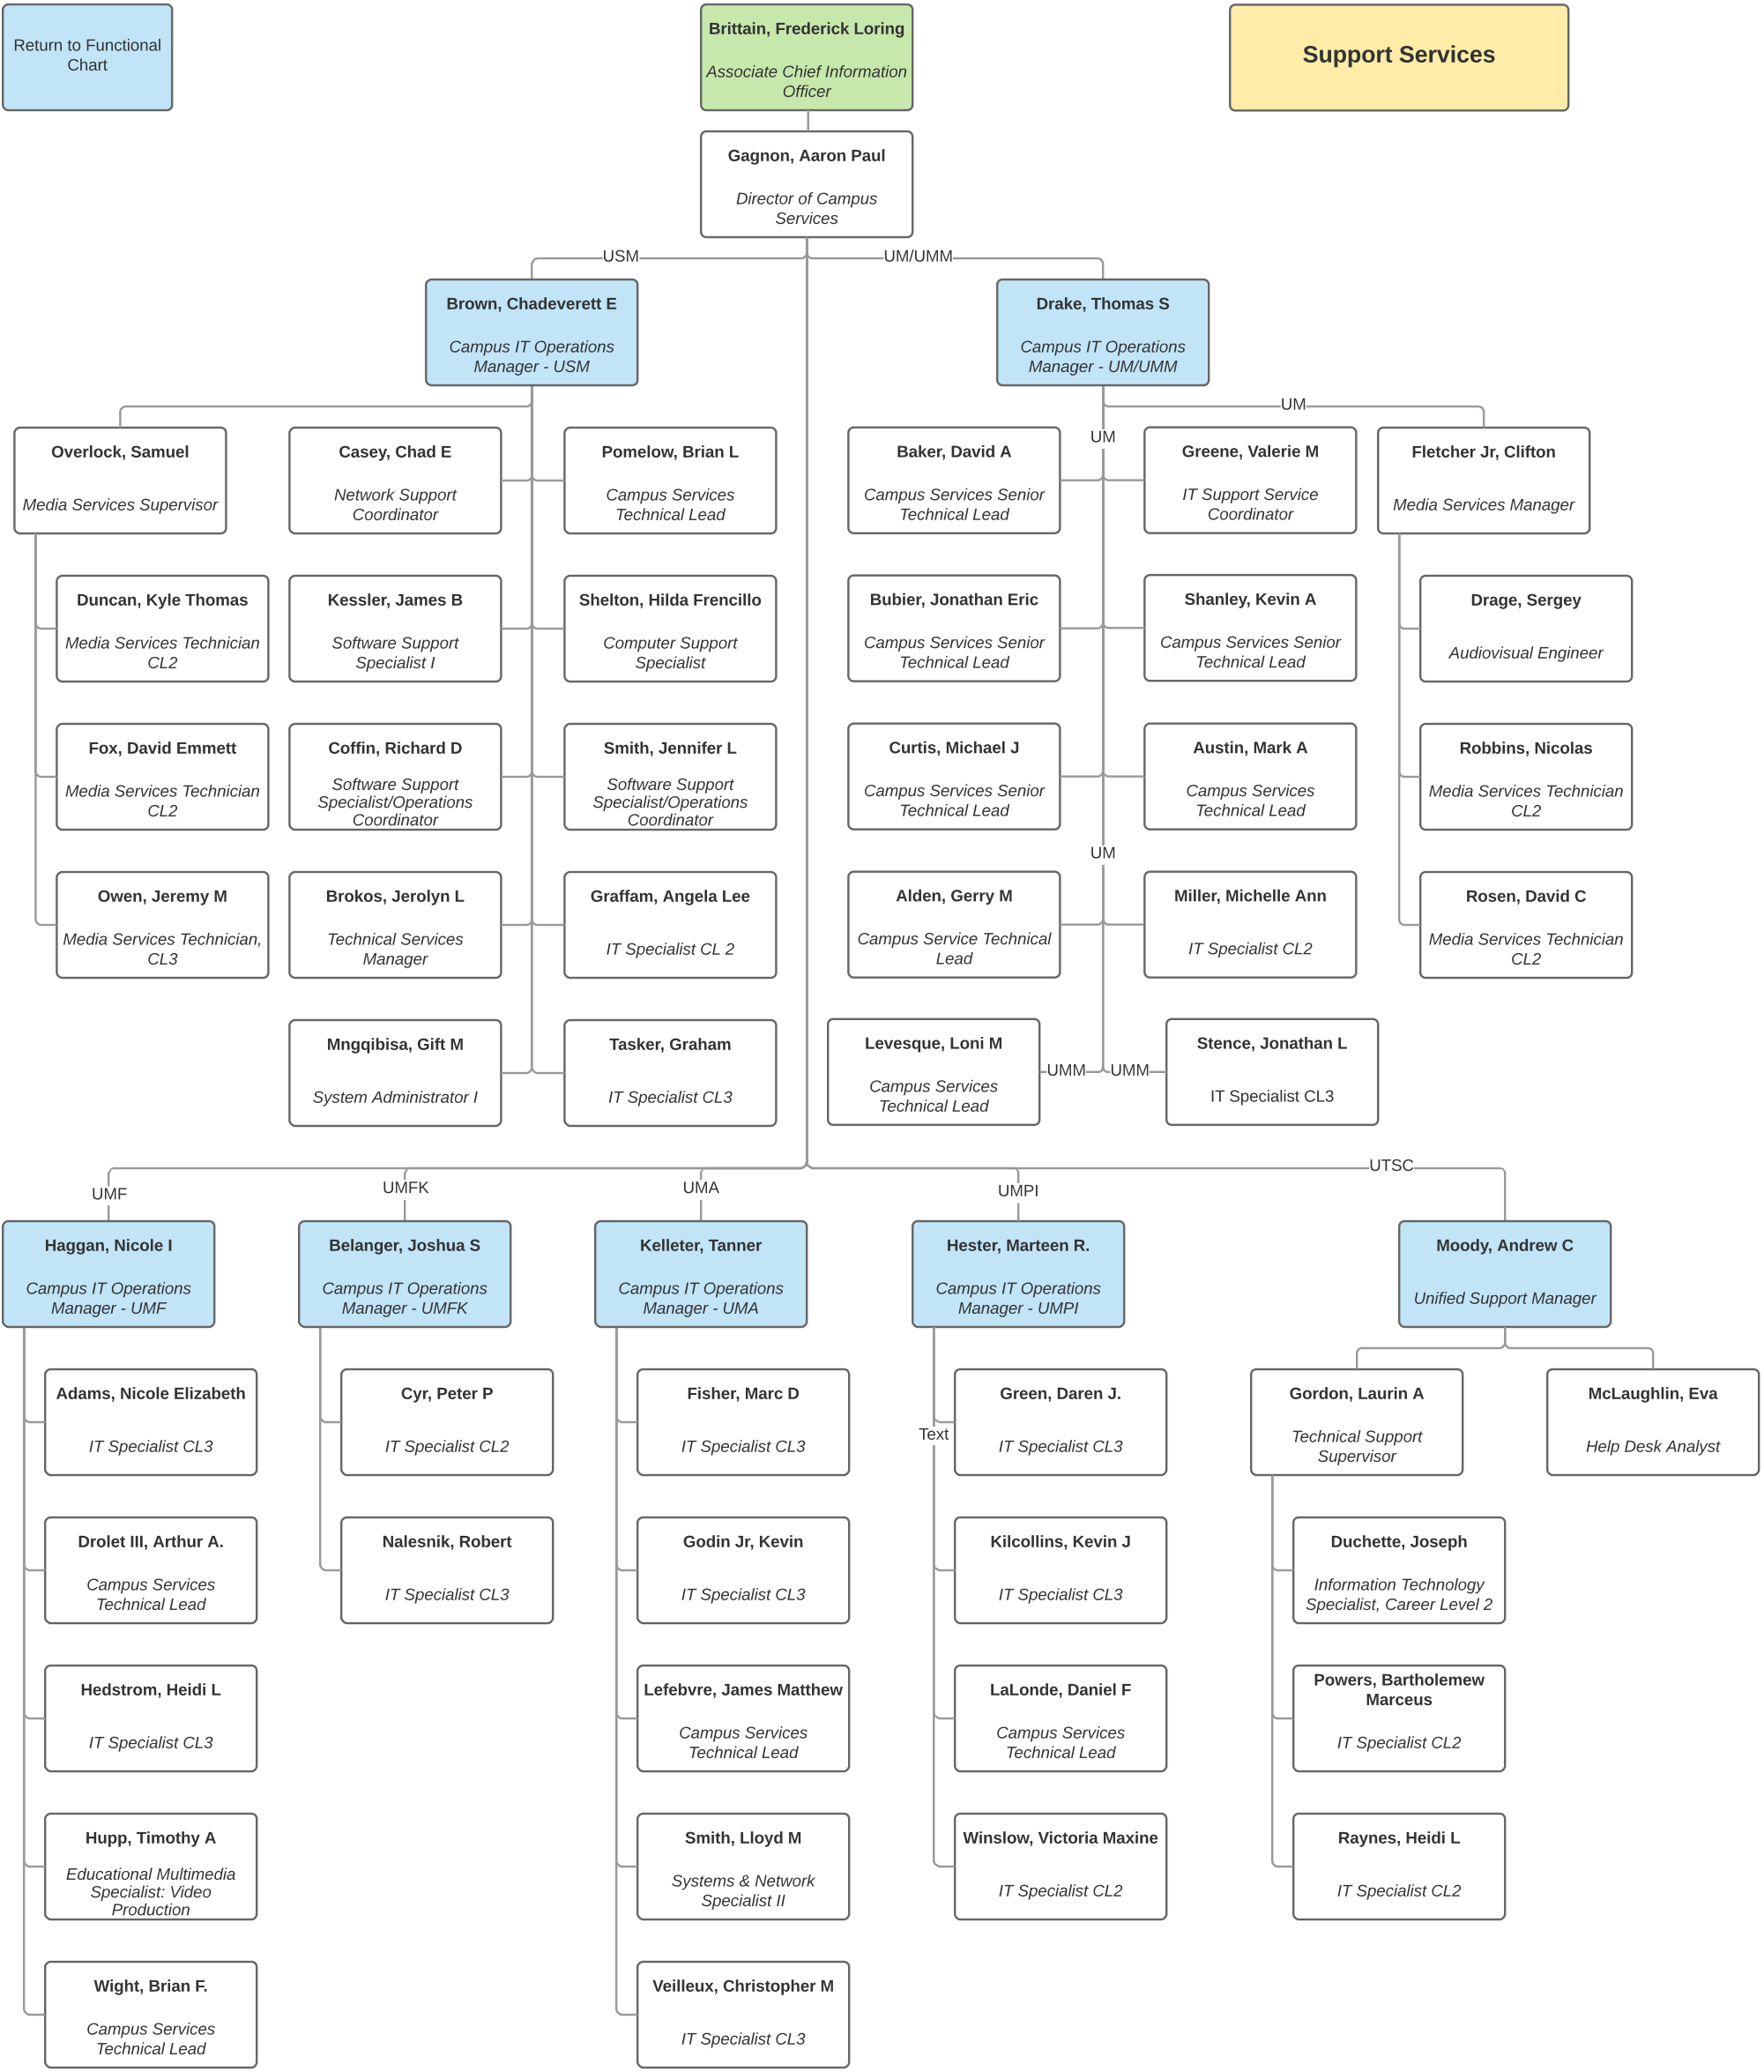 Return to Functional
Chart
Brittain, Frederick Loring
Associate Chief Information
Officer
Support Services
Gagnon, Aaron Paul
Director of Campus
Services
USM
UM/UMM
Brown, Chadeverett E
Campus IT Operations
Manager - USM
Drake, Thomas S
Campus IT Operations
Manager - UM/UMM
UM
UM
Overlock, Samuel
Media Services Supervisor
Casey, Chad E
Network Support
Coordinator
Pomelow, Brian L
Campus Services
Technical Lead
Baker, David A
Campus Services Senior
Technical Lead
Greene, Valerie M
IT Support Service
Coordinator
Fletcher Jr, Clifton
Media Services Manager
Duncan, Kyle Thomas
Media Services Technician
CL2
Kessler, James B
Software Support
Specialist I
Shelton, Hilda Frencillo
Computer Support
Specialist
Bubier, Jonathan Eric
Campus Services Senior
Technical Lead
Shanley, Kevin A
Campus Services Senior
Technical Lead
Drage, Sergey
Audiovisual Engineer
Fox, David Emmett
Media Services Technician
CL2
Coffin, Richard D
Software Support
Specialist/Operations
Coordinator
Smith, Jennifer L
Software Support
Specialist/Operations
Coordinator
Curtis, Michael J
Campus Services Senior
Technical Lead
Austin, Mark A
Campus Services
Technical Lead
Robbins, Nicolas
Media Services Technician
CL2
UM
Owen, Jeremy M
Media Services Technician,
CL3
Brokos, Jerolyn L
Technical Services
Manager
Graffam, Angela Lee
IT Specialist CL 2
Alden, Gerry M
Campus Service Technical
Lead
Miller, Michelle Ann
IT Specialist CL2
Rosen, David C
Media Services Technician
CL2
Mngqibisa, Gift M
System Administrator I
Tasker, Graham
IT Specialist CL3
Levesque, Loni M
Campus Services
Technical Lead
UMM
UMM
Stence, Jonathan L
IT Specialist CL3
UMF
UMFK
UMA
UMPI
UTSC
Haggan, Nicole I
Campus IT Operations
Manager - UMF
Belanger, Joshua S
Campus IT Operations
Manager - UMFK
Kelleter, Tanner
Campus IT Operations
Manager - UMA
Hester, Marteen R.
Campus IT Operations
Manager - UMPI
Moody, Andrew C
Unified Support Manager
Adams, Nicole Elizabeth
IT Specialist CL3
Cyr, Peter P
IT Specialist CL2
Fisher, Marc D
IT Specialist CL3
Text
Green, Daren J.
IT Specialist CL3
Gordon, Laurin A
Technical Support
Supervisor
McLaughlin, Eva
Help Desk Analyst
Drolet III, Arthur A.
Campus Services
Technical Lead
Nalesnik, Robert
IT Specialist CL3
Godin Jr, Kevin
IT Specialist CL3
Kilcollins, Kevin J
IT Specialist CL3
Duchette, Joseph
Information Technology
Specialist, Career Level 2
Hedstrom, Heidi L
IT Specialist CL3
Lefebvre, James Matthew
Campus Services
Technical Lead
LaLonde, Daniel F
Campus Services
Technical Lead
Powers, Bartholemew
Marceus
IT Specialist CL2
Hupp, Timothy A
Educational Multimedia
Specialist: Video
Production
Smith, Lloyd M
Systems & Network
Specialist II
Winslow, Victoria Maxine
IT Specialist CL2
Raynes, Heidi L
IT Specialist CL2
Wight, Brian F.
Campus Services
Technical Lead
Veilleux, Christopher M
IT Specialist CL3